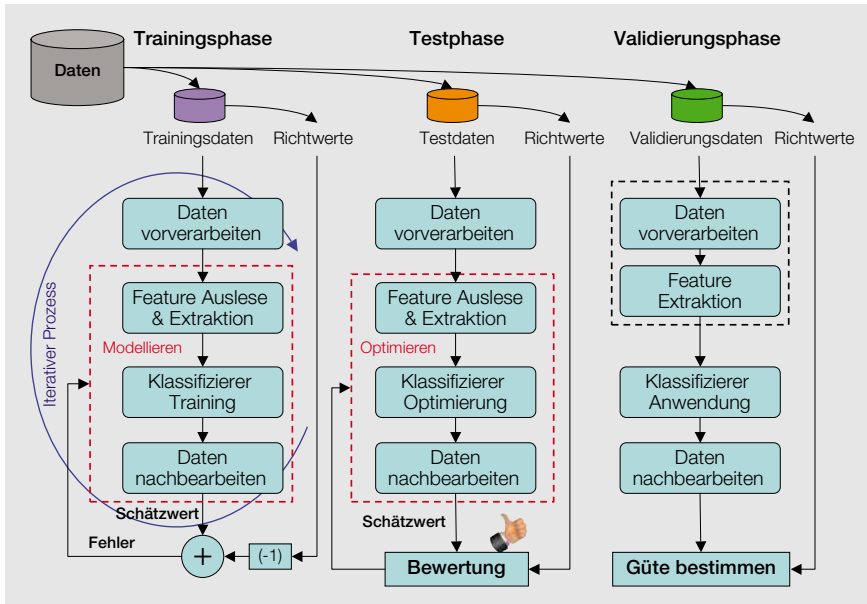 Trainingsphase
Testphase
Validierungsphase
Daten
Trainingsdaten
Richtwerte
Testdaten
Richtwerte
Validierungsdaten
Richtwerte
Iterativer Prozess
Daten
vorverarbeiten
Feature Auslese
& Extraktion
Modellieren
Klassifizierer
Training
Daten
nachbearbeiten
Schätzwert
Fehler
+
(-1)
Daten
vorverarbeiten
Feature Auslese
& Extraktion
Optimieren
Klassifizierer
Optimierung
Daten
nachbearbeiten
Schätzwert
Bewertung
Daten
vorverarbeiten
Feature
Extraktion
Klassifizierer
Anwendung
Daten
nachbearbeiten
Güte bestimmen